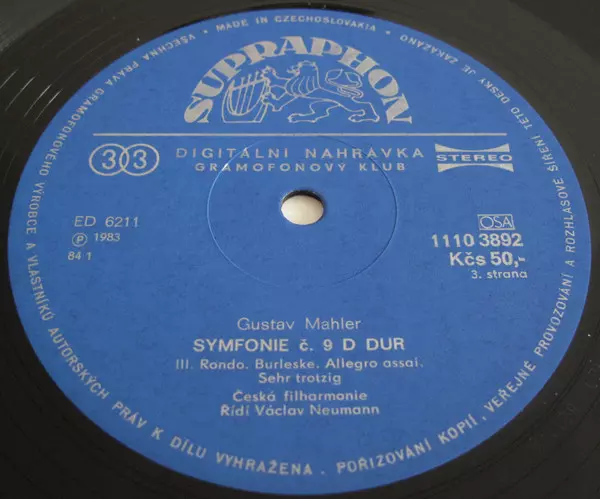 VŠECHNA PRÁVA GRAMOFONOVÉHO VÝROBCE A VLASTNÍKŮ AUTORSKÝCH PRÁV K DÍLU VYHRAŽENA. POŘIZOVÁNÍ KOPIÍ, VEŘEJNÉ PROVOZOVÁNÍ A ROZHLASOVÉ ŠÍŘENÍ TÉTO DESKY JE ZAKÁZÁNO
• MADE IN CZECHOSLOVAKIA •
SUPRAPHON
33
DIGITÁLNÍ NAHRÁVKA
GRAMOFONOVÝ KLUB
STEREO
ED 6211
℗ 1983
84 1
OSA
1110 3892
Kčs 50,-
3. strana
Gustav Mahler
SYMFONIE č. 9 D DUR
III. Rondo. Burleske. Allegro assai.
Sehr trotzig
Česká filharmonie
Řídí Václav Neumann